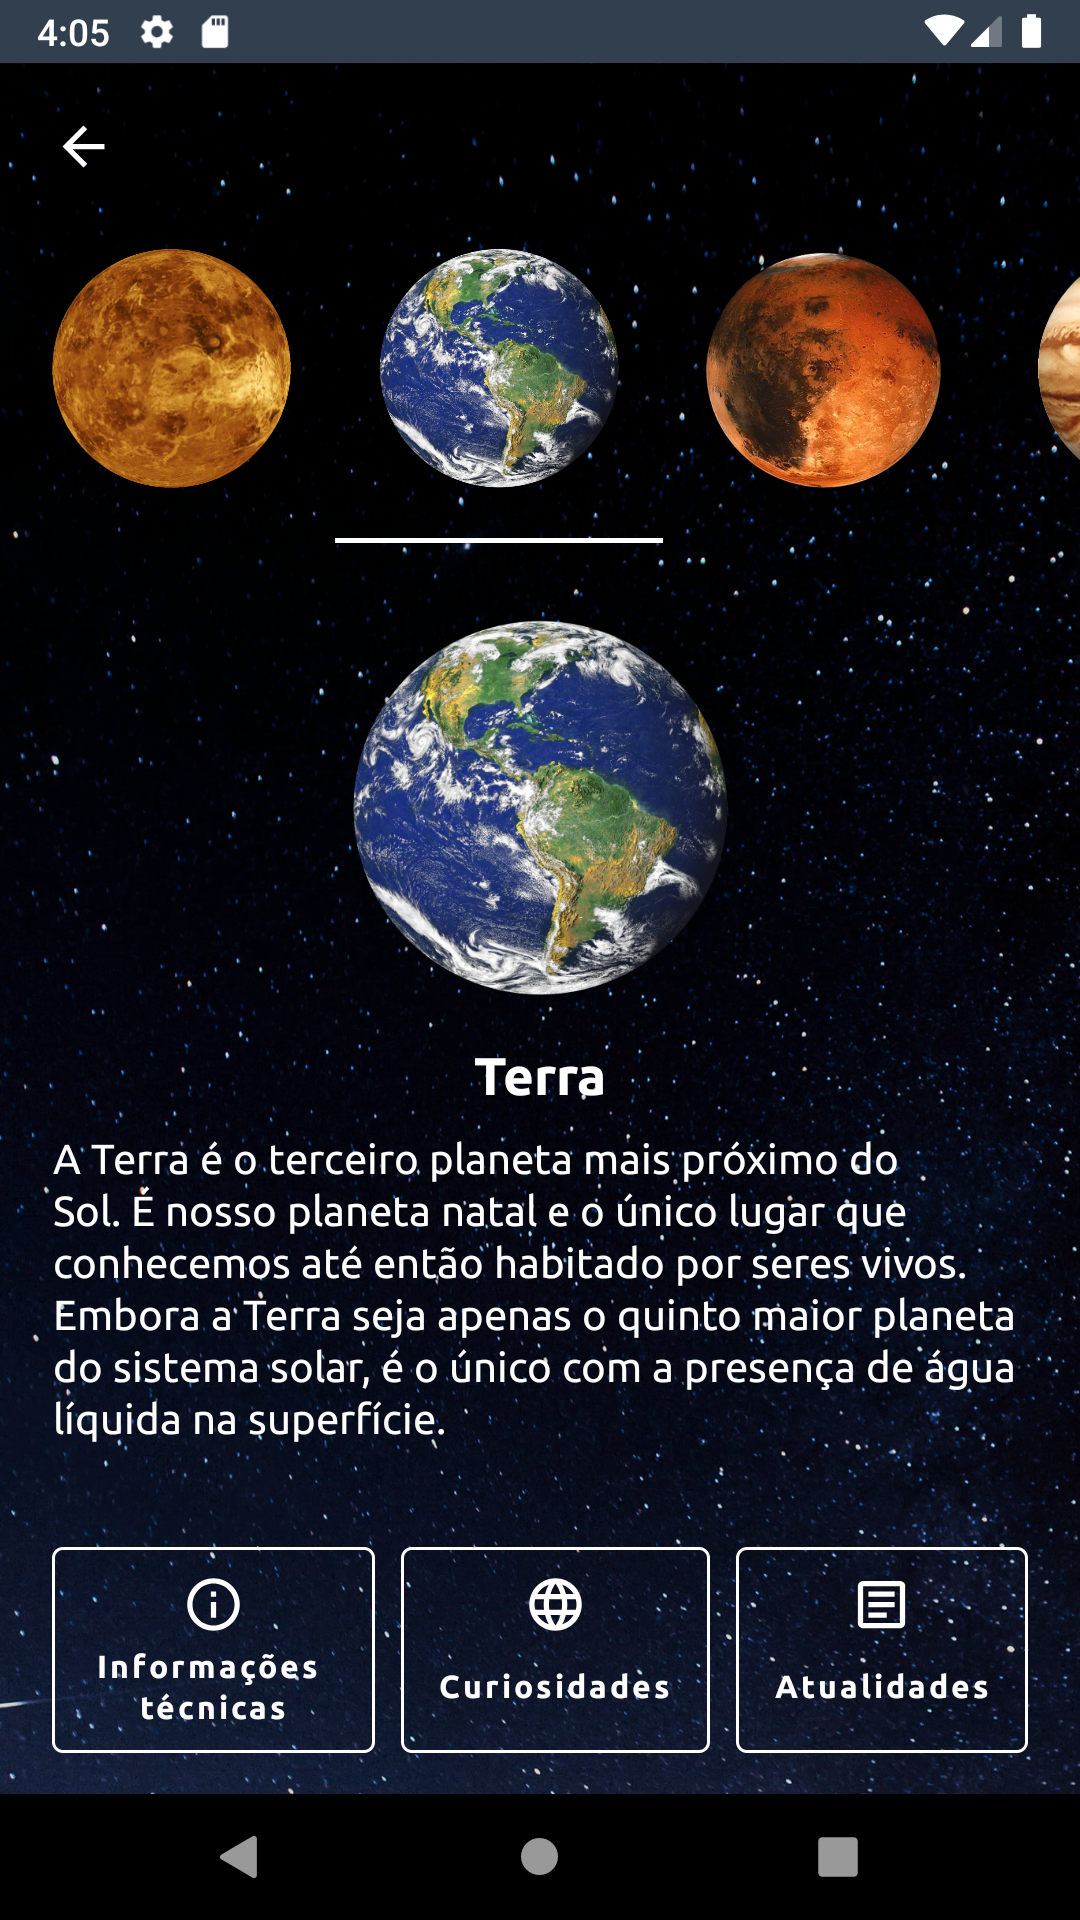 4:05
Terra
A Terra é o terceiro planeta mais próximo do
Sol. É nosso planeta natal e o único lugar que
conhecemos até então habitado por seres vivos.
Embora a Terra seja apenas o quinto maior planeta
do sistema solar, é o único com a presença de água
líquida na superfície.
Informações
técnicas
Curiosidades
Atualidades